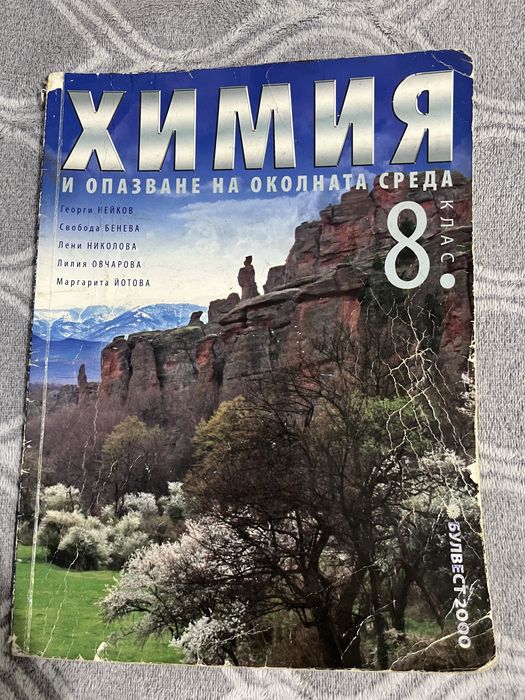 ХИМИЯ
И ОПАЗВАНЕ НА ОКОЛНАТА СРЕДА
Георги НЕЙКОВ
Свобода БЕНЕВА
Лени НИКОЛОВА
Лилия ОВЧАРОВА
Маргарита ЙОТОВА
8.
КЛАС
БУЛВЕСТ 2000